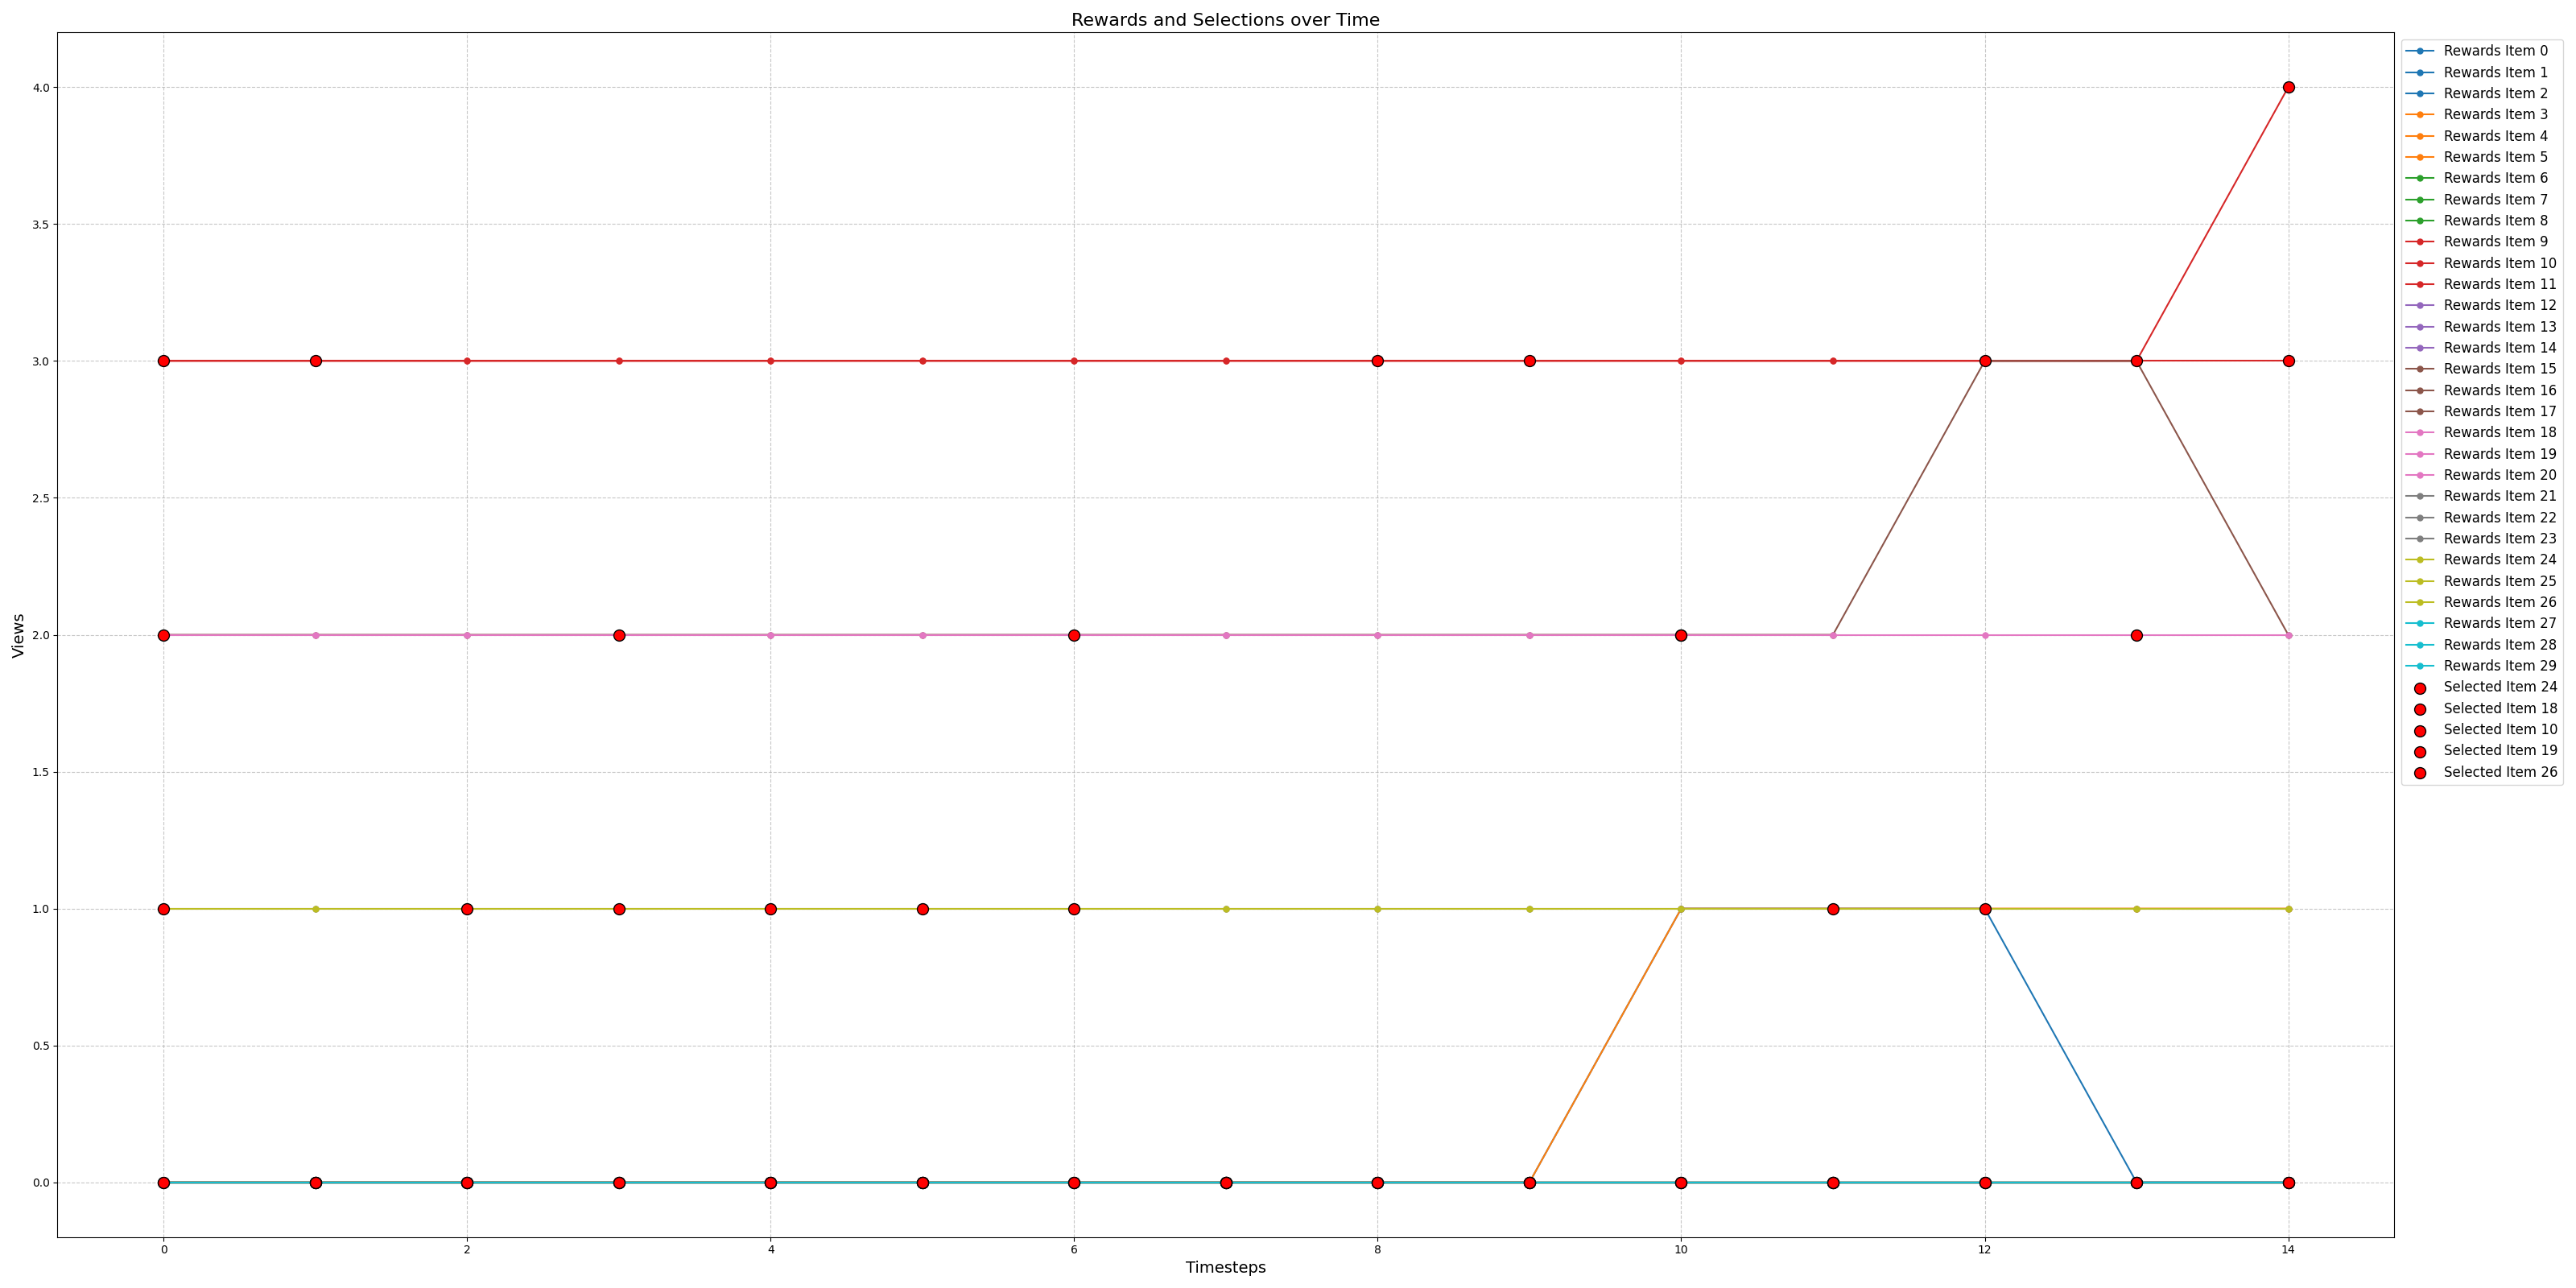 Rewards and Selections over Time
Views
4.0
3.5
3.0
2.5
2.0
1.5
1.0
0.5
0.0
0
2
4
6
8
10
12
14
Timesteps
Rewards Item 0
Rewards Item 1
Rewards Item 2
Rewards Item 3
Rewards Item 4
Rewards Item 5
Rewards Item 6
Rewards Item 7
Rewards Item 8
Rewards Item 9
Rewards Item 10
Rewards Item 11
Rewards Item 12
Rewards Item 13
Rewards Item 14
Rewards Item 15
Rewards Item 16
Rewards Item 17
Rewards Item 18
Rewards Item 19
Rewards Item 20
Rewards Item 21
Rewards Item 22
Rewards Item 23
Rewards Item 24
Rewards Item 25
Rewards Item 26
Rewards Item 27
Rewards Item 28
Rewards Item 29
Selected Item 24
Selected Item 18
Selected Item 10
Selected Item 19
Selected Item 26